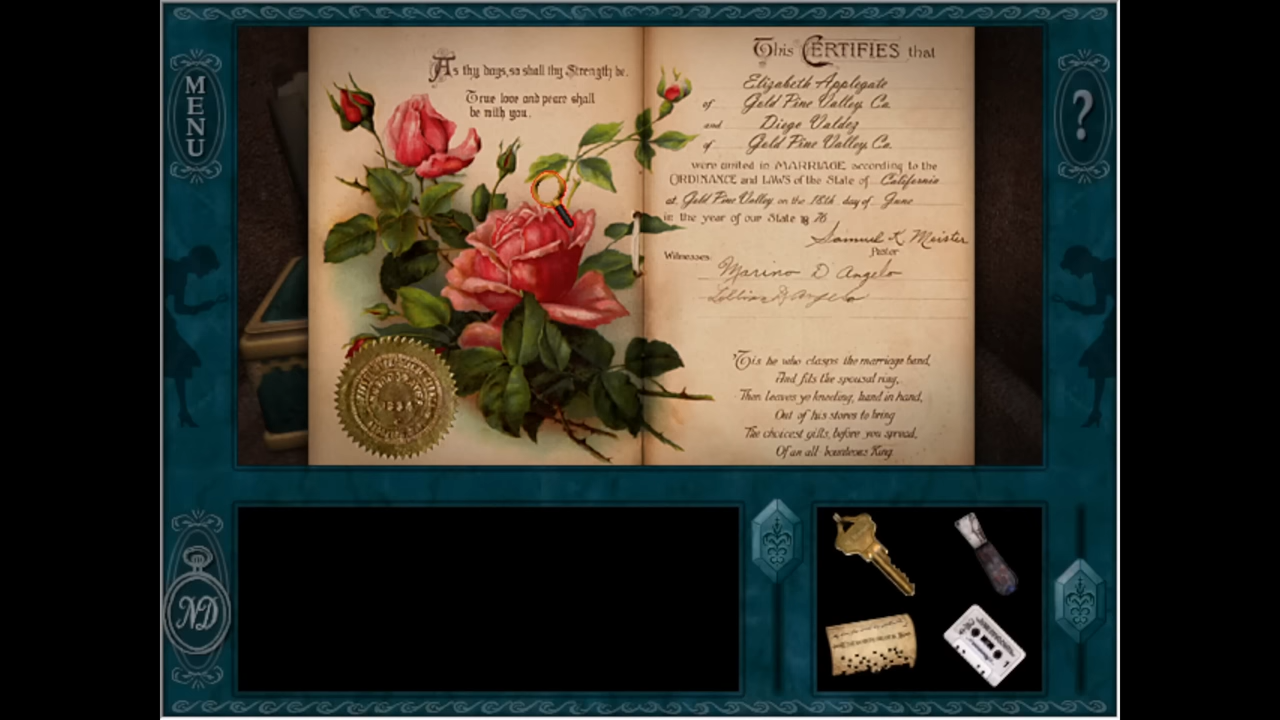 MENU
?
As thy days, so shall thy Strength be.
True love and peace shall
be with you.
This CERTIFIES that
Elizabeth Applegate
of Gold Pine Valley Co.
and Diego Valdez
of Gold Pine Valley Co.
were united in MARRIAGE according to the
ORDINANCE and LAWS of the State of California
at Gold Pine Valley on the 18th day of June
in the year of our State 18 76
Samuel K Meister
Pastor
Witnesses:
Marino D Angelo
Lillian D Angelo
'Tis he who clasps the marriage band,
And fits the spousal ring,
Then leaves ye kneeling, hand in hand,
Out of his stores to bring
The choicest gifts, before you spread,
Of an all bounteous King
ND
1